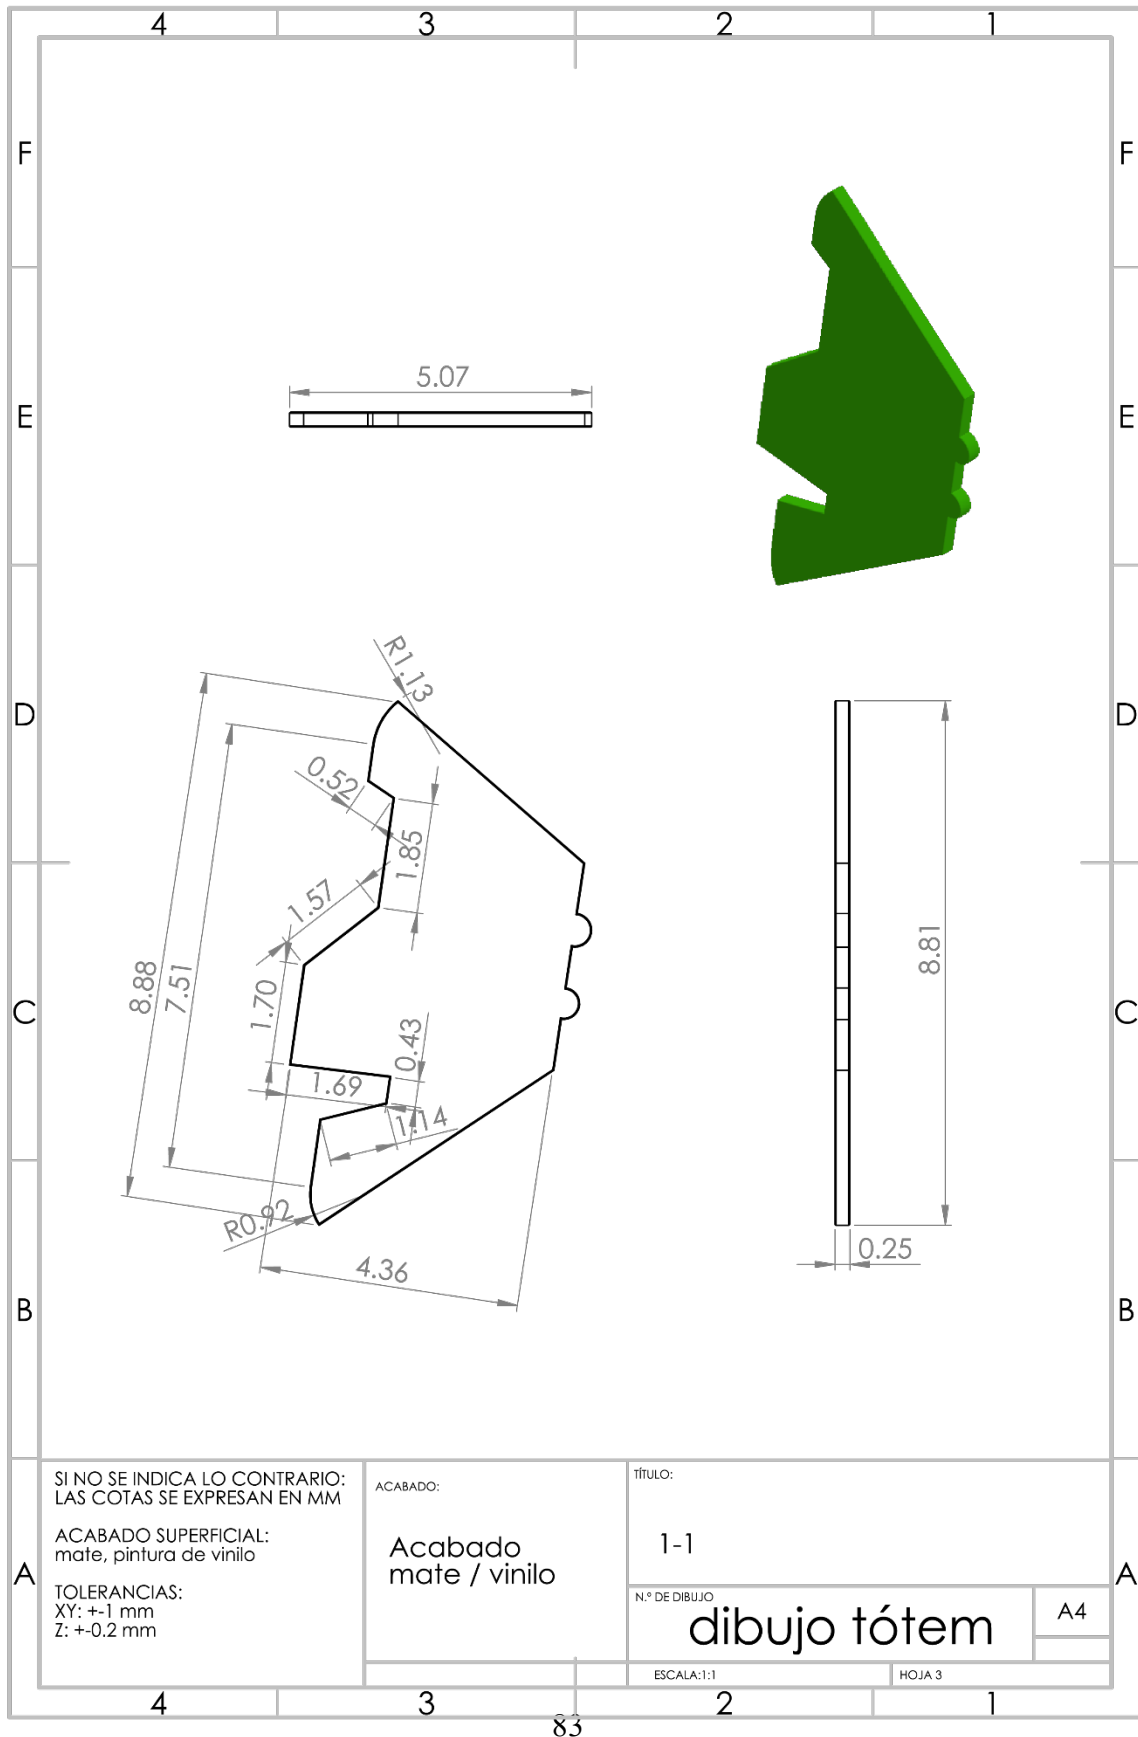 4 3 2 1
F F
E E
D D
C C
B B
A A
5.07
R1.13
0.52
1.85
1.57
8.88
7.51
1.70
0.43
1.69
1.14
R0.92
4.36
8.81
0.25
SI NO SE INDICA LO CONTRARIO:
LAS COTAS SE EXPRESAN EN MM
ACABADO SUPERFICIAL:
mate, pintura de vinilo
TOLERANCIAS:
XY: +-1 mm
Z: +-0.2 mm
ACABADO:
Acabado
mate / vinilo
TÍTULO:
1-1
N.º DE DIBUJO
dibujo tótem
A4
ESCALA:1:1
HOJA 3
4 3 2 1
83